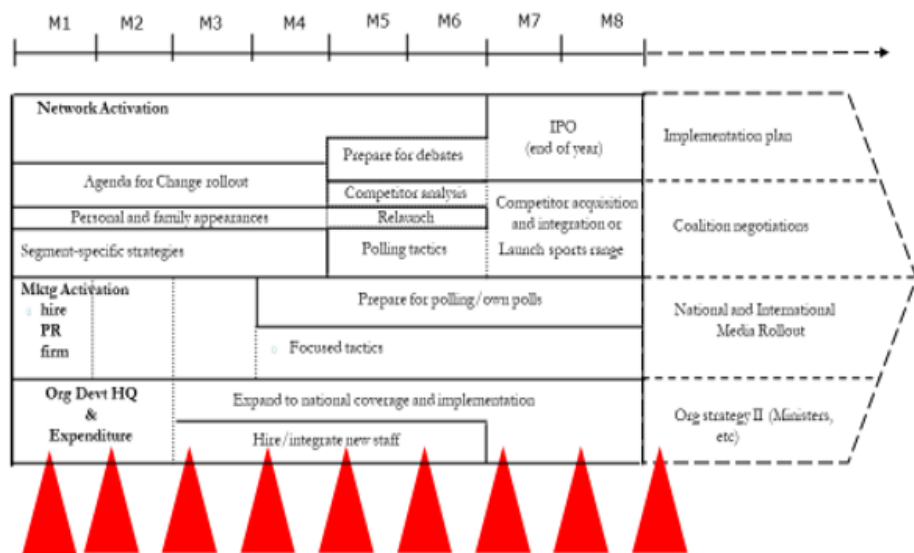 M1 M2 M3 M4 M5 M6 M7 M8
Network Activation
IPO
(end of year)
Implementation plan
Prepare for debates
Agenda for Change rollout
Competitor analysis
Competitor acquisition
and integration or
Launch sports range
Personal and family appearances
Relaunch
Coalition negotiations
Segment-specific strategies
Polling tactics
Mktg Activation
hire
PR
firm
Prepare for polling/own polls
Focused tactics
National and International
Media Rollout
Org Devt HQ
&
Expenditure
Expand to national coverage and implementation
Hire/integrate new staff
Org strategy II (Ministers,
etc)